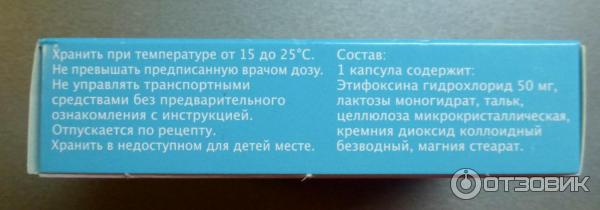 Хранить при температуре от 15 до 25°С.
Не превышать предписанную врачом дозу.
Не управлять транспортными
средствами без предварительного
ознакомления с инструкцией.
Отпускается по рецепту.
Хранить в недоступном для детей месте.
Состав:
1 капсула содержит:
Этифоксина гидрохлорид 50 мг,
лактозы моногидрат, тальк,
целлюлоза микрокристаллическая,
кремния диоксид коллоидный
безводный, магния стеарат.
ОТЗОВИК